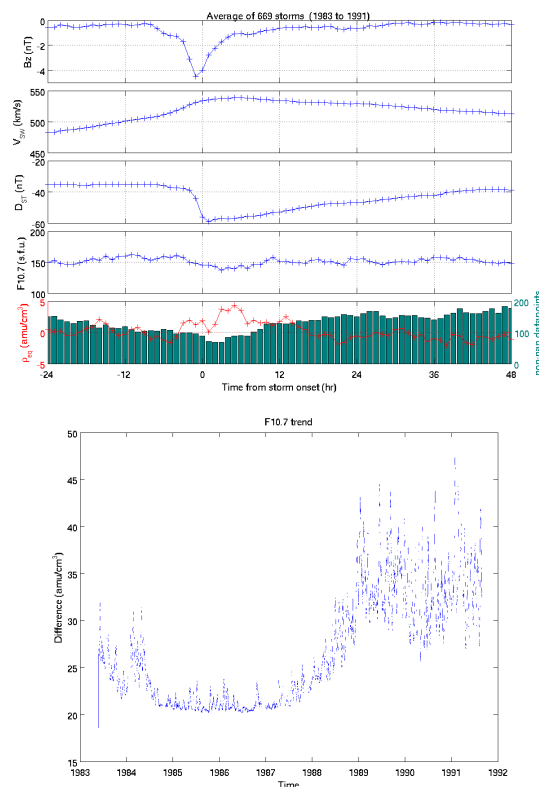 Average of 669 storms (1983 to 1991)
0
-2
-4
Bz (nT)
550
500
450
V_SW (km/s)
-20
-40
-60
D_ST (nT)
200
150
100
F10.7 (s.f.u.)
5
0
-5
ρ_eq (amu/cm³)
200
100
0
non-nan datapoints
-24 -12 0 12 24 36 48
Time from storm onset (hr)
F10.7 trend
50
45
40
35
30
25
20
15
Difference (amu/cm³)
1983 1984 1985 1986 1987 1988 1989 1990 1991 1992
Time